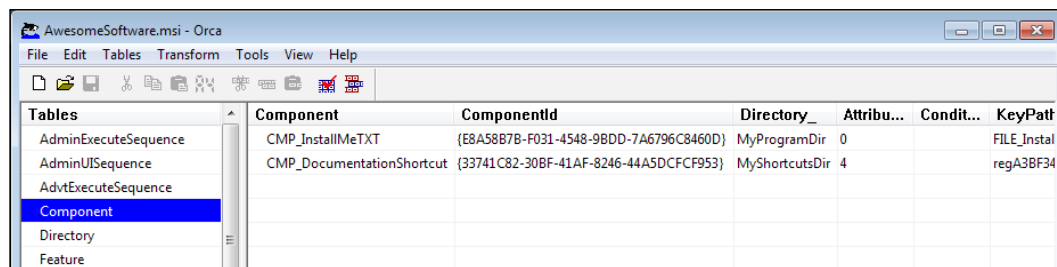 AwesomeSoftware.msi - Orca
File Edit Tables Transform Tools View Help
Tables Component ComponentId Directory_ Attribu... Condit... KeyPath
AdminExecuteSequence CMP_InstallMeTXT {E8A58B7B-F031-4548-9BDD-7A6796C8460D} MyProgramDir 0 FILE_Instal
AdminUISequence CMP_DocumentationShortcut {33741C82-30BF-41AF-8246-44A5DCFCF953} MyShortcutsDir 4 regA3BF34
AdvtExecuteSequence
Component
Directory
Feature